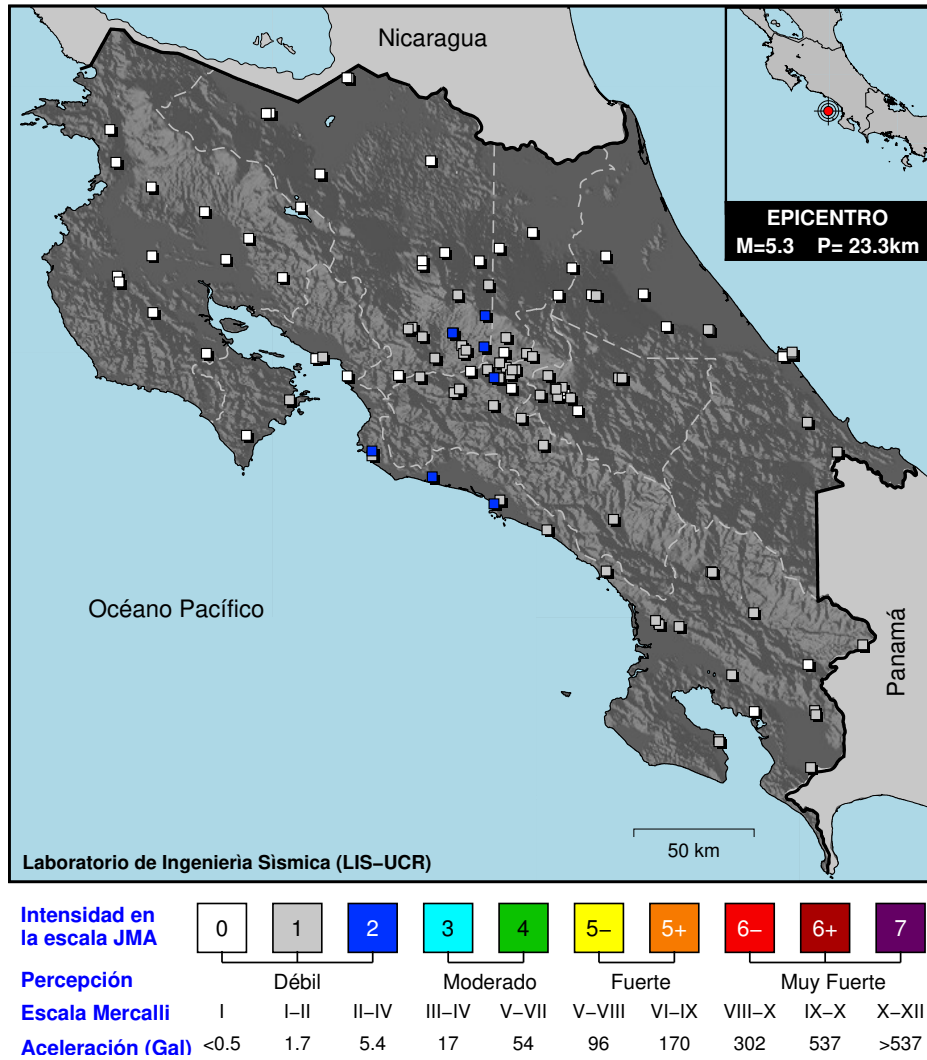 Nicaragua
EPICENTRO
M=5.3 P= 23.3km
Océano Pacífico
Panamá
50 km
Laboratorio de Ingenierìa Sìsmica (LIS–UCR)
Intensidad en
la escala JMA
0 1 2 3 4 5− 5+ 6− 6+ 7
Percepción Débil Moderado Fuerte Muy Fuerte
Escala Mercalli I I–II II–IV III–IV V–VII V–VIII VI–IX VIII–X IX–X X–XII
Aceleración (Gal) <0.5 1.7 5.4 17 54 96 170 302 537 >537